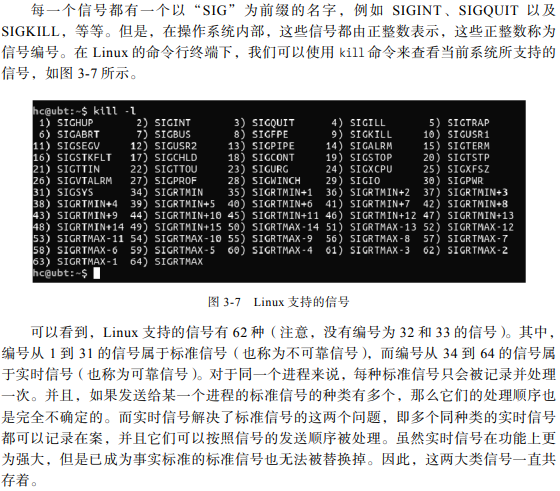 每一个信号都有一个以“SIG”为前缀的名字，例如 SIGINT、SIGQUIT 以及
SIGKILL，等等。但是，在操作系统内部，这些信号都由正整数表示，这些正整数称为
信号编号。在 Linux 的命令行终端下，我们可以使用 kill 命令来查看当前系统所支持的
信号，如图 3-7 所示。
hc@ubt:~$ kill -l
1) SIGHUP 2) SIGINT 3) SIGQUIT 4) SIGILL 5) SIGTRAP
6) SIGABRT 7) SIGBUS 8) SIGFPE 9) SIGKILL 10) SIGUSR1
11) SIGSEGV 12) SIGUSR2 13) SIGPIPE 14) SIGALRM 15) SIGTERM
16) SIGSTKFLT 17) SIGCHLD 18) SIGCONT 19) SIGSTOP 20) SIGTSTP
21) SIGTTIN 22) SIGTTOU 23) SIGURG 24) SIGXCPU 25) SIGXFSZ
26) SIGVTALRM 27) SIGPROF 28) SIGWINCH 29) SIGIO 30) SIGPWR
31) SIGSYS 34) SIGRTMIN 35) SIGRTMIN+1 36) SIGRTMIN+2 37) SIGRTMIN+3
38) SIGRTMIN+4 39) SIGRTMIN+5 40) SIGRTMIN+6 41) SIGRTMIN+7 42) SIGRTMIN+8
43) SIGRTMIN+9 44) SIGRTMIN+10 45) SIGRTMIN+11 46) SIGRTMIN+12 47) SIGRTMIN+13
48) SIGRTMIN+14 49) SIGRTMIN+15 50) SIGRTMAX-14 51) SIGRTMAX-13 52) SIGRTMAX-12
53) SIGRTMAX-11 54) SIGRTMAX-10 55) SIGRTMAX-9 56) SIGRTMAX-8 57) SIGRTMAX-7
58) SIGRTMAX-6 59) SIGRTMAX-5 60) SIGRTMAX-4 61) SIGRTMAX-3 62) SIGRTMAX-2
63) SIGRTMAX-1 64) SIGRTMAX
hc@ubt:~$
图 3-7 Linux 支持的信号
可以看到，Linux 支持的信号有 62 种（注意，没有编号为 32 和 33 的信号）。其中，
编号从 1 到 31 的信号属于标准信号（也称为不可靠信号），而编号从 34 到 64 的信号属
于实时信号（也称为可靠信号）。对于同一个进程来说，每种标准信号只会被记录并处理
一次。并且，如果发送给某一个进程的标准信号的种类有多个，那么它们的处理顺序也
是完全不确定的。而实时信号解决了标准信号的这两个问题，即多个同种类的实时信号
都可以记录在案，并且它们可以按照信号的发送顺序被处理。虽然实时信号在功能上更
为强大，但是已成为事实标准的标准信号也无法被替换掉。因此，这两大类信号一直共
存着。